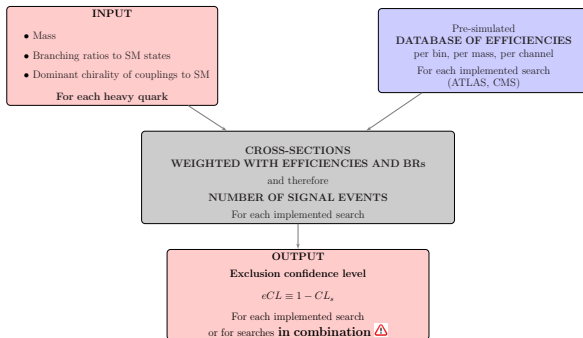 INPUT
• Mass
• Branching ratios to SM states
• Dominant chirality of couplings to SM
For each heavy quark
Pre-simulated
DATABASE OF EFFICIENCIES
per bin, per mass, per channel
For each implemented search
(ATLAS, CMS)
CROSS-SECTIONS
WEIGHTED WITH EFFICIENCIES AND BRs
and therefore
NUMBER OF SIGNAL EVENTS
For each implemented search
OUTPUT
Exclusion confidence level
eCL ≡ 1 − CLₛ
For each implemented search
or for searches in combination ⚠